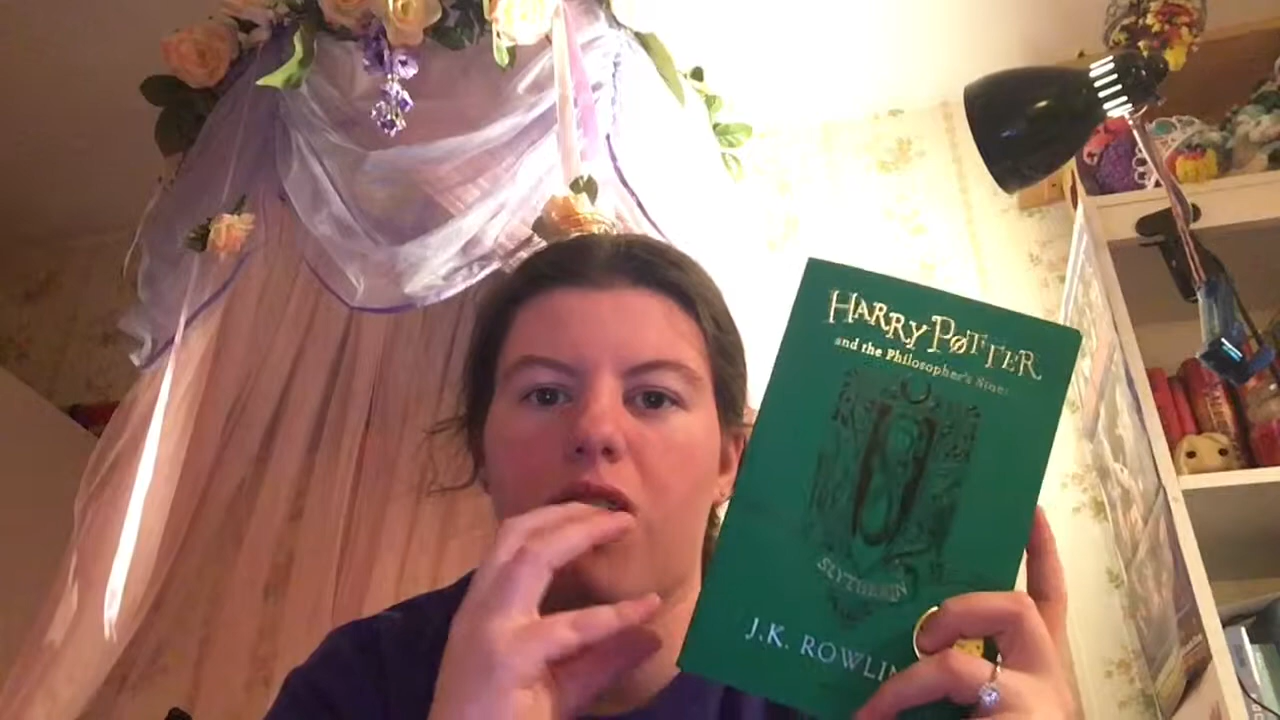 HARRY POTTER
and the Philosopher's Stone
SLYTHERIN
J.K. ROWLIN